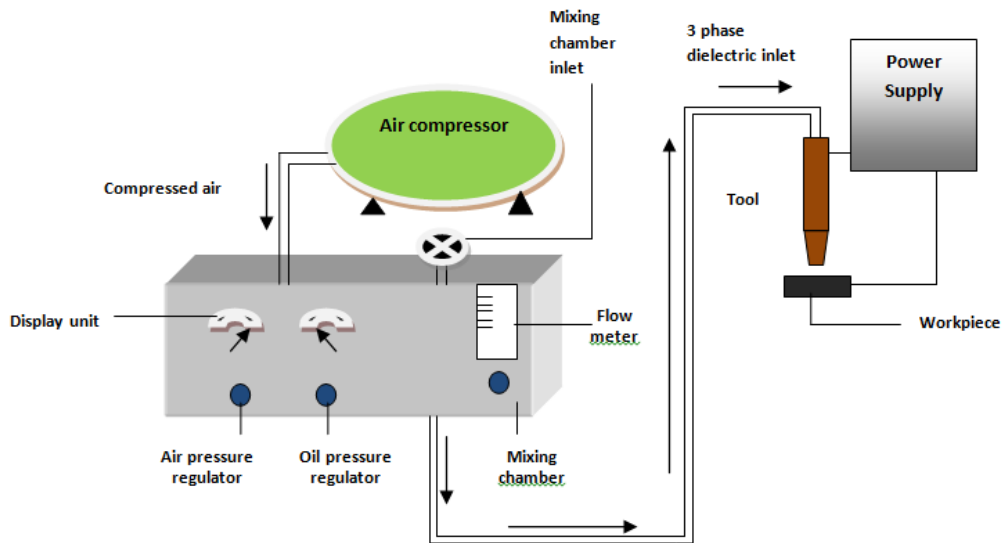 Mixing
chamber
inlet
3 phase
dielectric inlet
Power
Supply
Air compressor
Compressed air
Tool
Display unit
Flow
meter
Workpiece
Air pressure
regulator
Oil pressure
regulator
Mixing
chamber